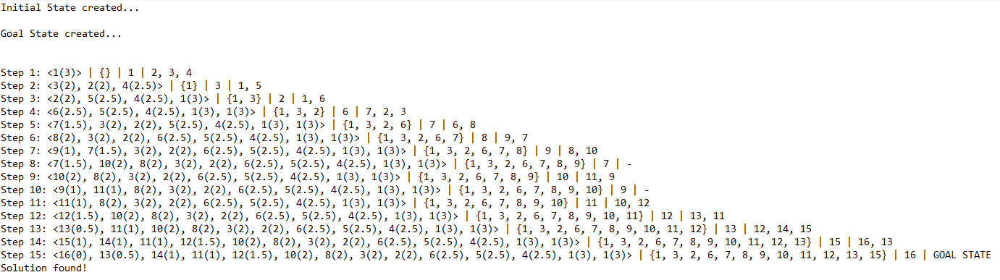 Initial State created...
Goal State created...
Step 1: <1(3)> | {} | 1 | 2, 3, 4
Step 2: <3(2), 2(2), 4(2.5)> | {1} | 3 | 1, 5
Step 3: <2(2), 5(2.5), 4(2.5), 1(3)> | {1, 3} | 2 | 1, 6
Step 4: <6(2.5), 5(2.5), 4(2.5), 1(3), 1(3)> | {1, 3, 2} | 6 | 7, 2, 3
Step 5: <7(1.5), 3(2), 2(2), 5(2.5), 4(2.5), 1(3), 1(3)> | {1, 3, 2, 6} | 7 | 6, 8
Step 6: <8(2), 3(2), 2(2), 6(2.5), 5(2.5), 4(2.5), 1(3), 1(3)> | {1, 3, 2, 6, 7} | 8 | 9, 7
Step 7: <9(1), 7(1.5), 3(2), 2(2), 6(2.5), 5(2.5), 4(2.5), 1(3), 1(3)> | {1, 3, 2, 6, 7, 8} | 9 | 8, 10
Step 8: <7(1.5), 10(2), 8(2), 3(2), 2(2), 6(2.5), 5(2.5), 4(2.5), 1(3), 1(3)> | {1, 3, 2, 6, 7, 8, 9} | 7 | -
Step 9: <10(2), 8(2), 3(2), 2(2), 6(2.5), 5(2.5), 4(2.5), 1(3), 1(3)> | {1, 3, 2, 6, 7, 8, 9} | 10 | 11, 9
Step 10: <9(1), 11(1), 8(2), 3(2), 2(2), 6(2.5), 5(2.5), 4(2.5), 1(3), 1(3)> | {1, 3, 2, 6, 7, 8, 9, 10} | 9 | -
Step 11: <11(1), 8(2), 3(2), 2(2), 6(2.5), 5(2.5), 4(2.5), 1(3), 1(3)> | {1, 3, 2, 6, 7, 8, 9, 10} | 11 | 10, 12
Step 12: <12(1.5), 10(2), 8(2), 3(2), 2(2), 6(2.5), 5(2.5), 4(2.5), 1(3), 1(3)> | {1, 3, 2, 6, 7, 8, 9, 10, 11} | 12 | 13, 11
Step 13: <13(0.5), 11(1), 10(2), 8(2), 3(2), 2(2), 6(2.5), 5(2.5), 4(2.5), 1(3), 1(3)> | {1, 3, 2, 6, 7, 8, 9, 10, 11, 12} | 13 | 12, 14, 15
Step 14: <15(1), 14(1), 11(1), 12(1.5), 10(2), 8(2), 3(2), 2(2), 6(2.5), 5(2.5), 4(2.5), 1(3), 1(3)> | {1, 3, 2, 6, 7, 8, 9, 10, 11, 12, 13} | 15 | 16, 13
Step 15: <16(0), 13(0.5), 14(1), 11(1), 12(1.5), 10(2), 8(2), 3(2), 2(2), 6(2.5), 5(2.5), 4(2.5), 1(3), 1(3)> | {1, 3, 2, 6, 7, 8, 9, 10, 11, 12, 13, 15} | 16 | GOAL STATE
Solution found!